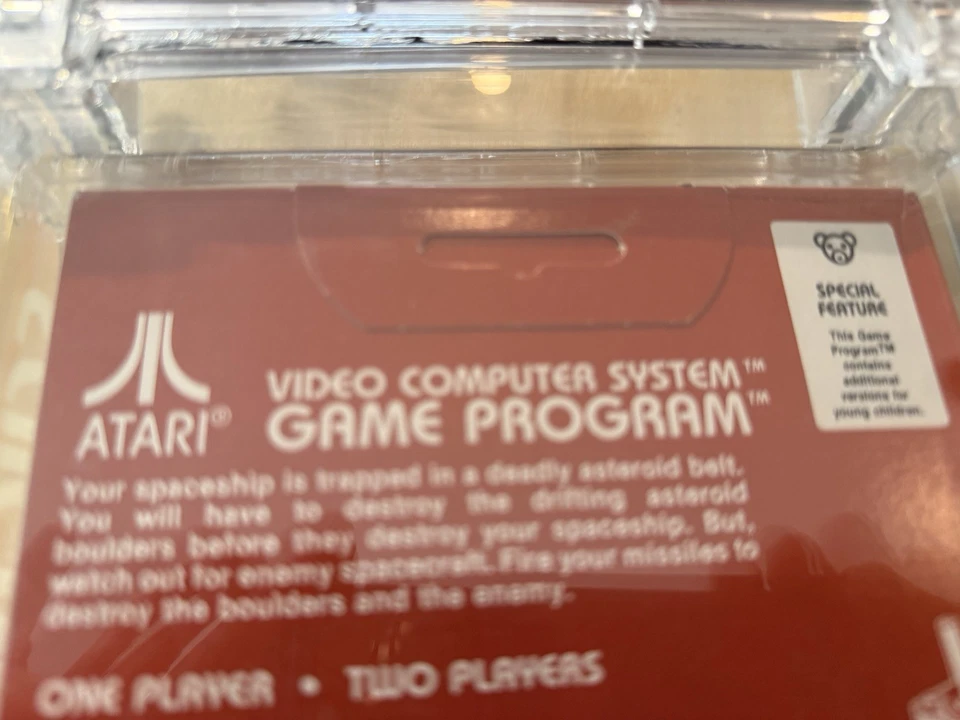 ATARI®
VIDEO COMPUTER SYSTEM™
GAME PROGRAM™
Your spaceship is trapped in a deadly asteroid belt.
You will have to destroy the drifting asteroid
boulders before they destroy your spaceship. But,
watch out for enemy spacecraft. Fire your missiles to
destroy the boulders and the enemy.
ONE PLAYER • TWO PLAYERS
SPECIAL
FEATURE
This Game
Program™
contains
additional
versions for
young children.